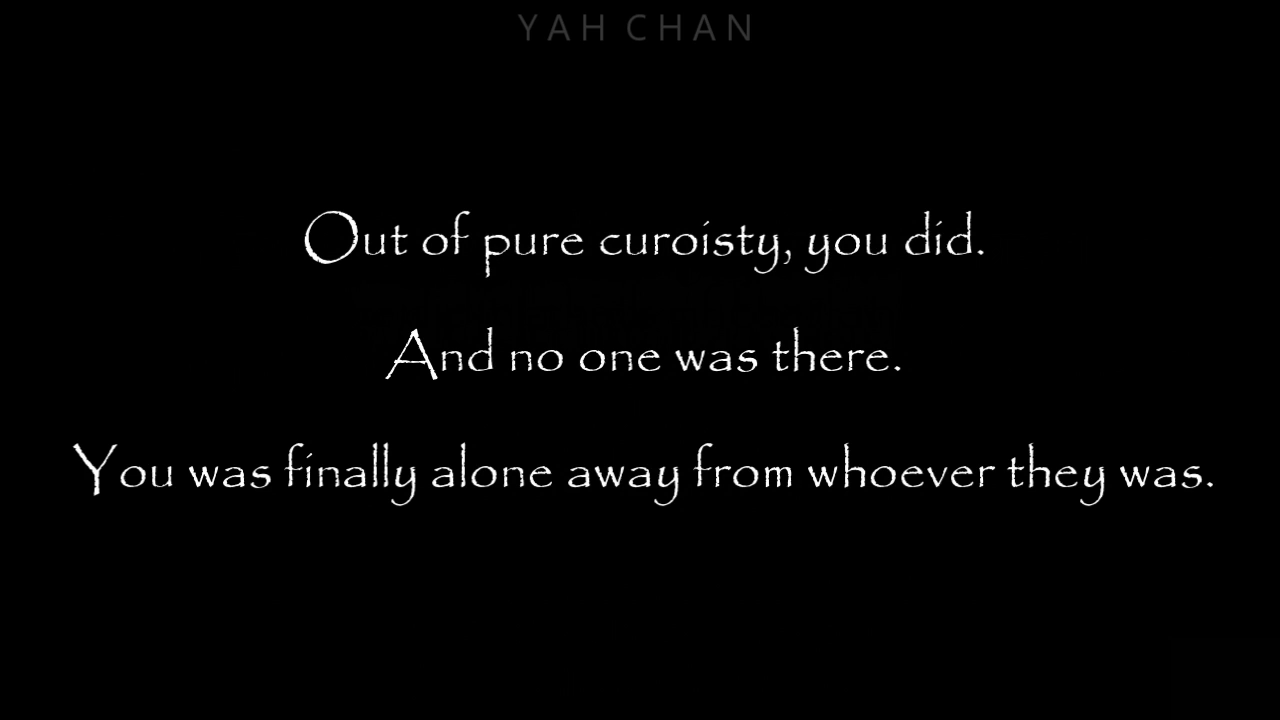 YAH CHAN
Out of pure curoisty, you did.
And no one was there.
You was finally alone away from whoever they was.